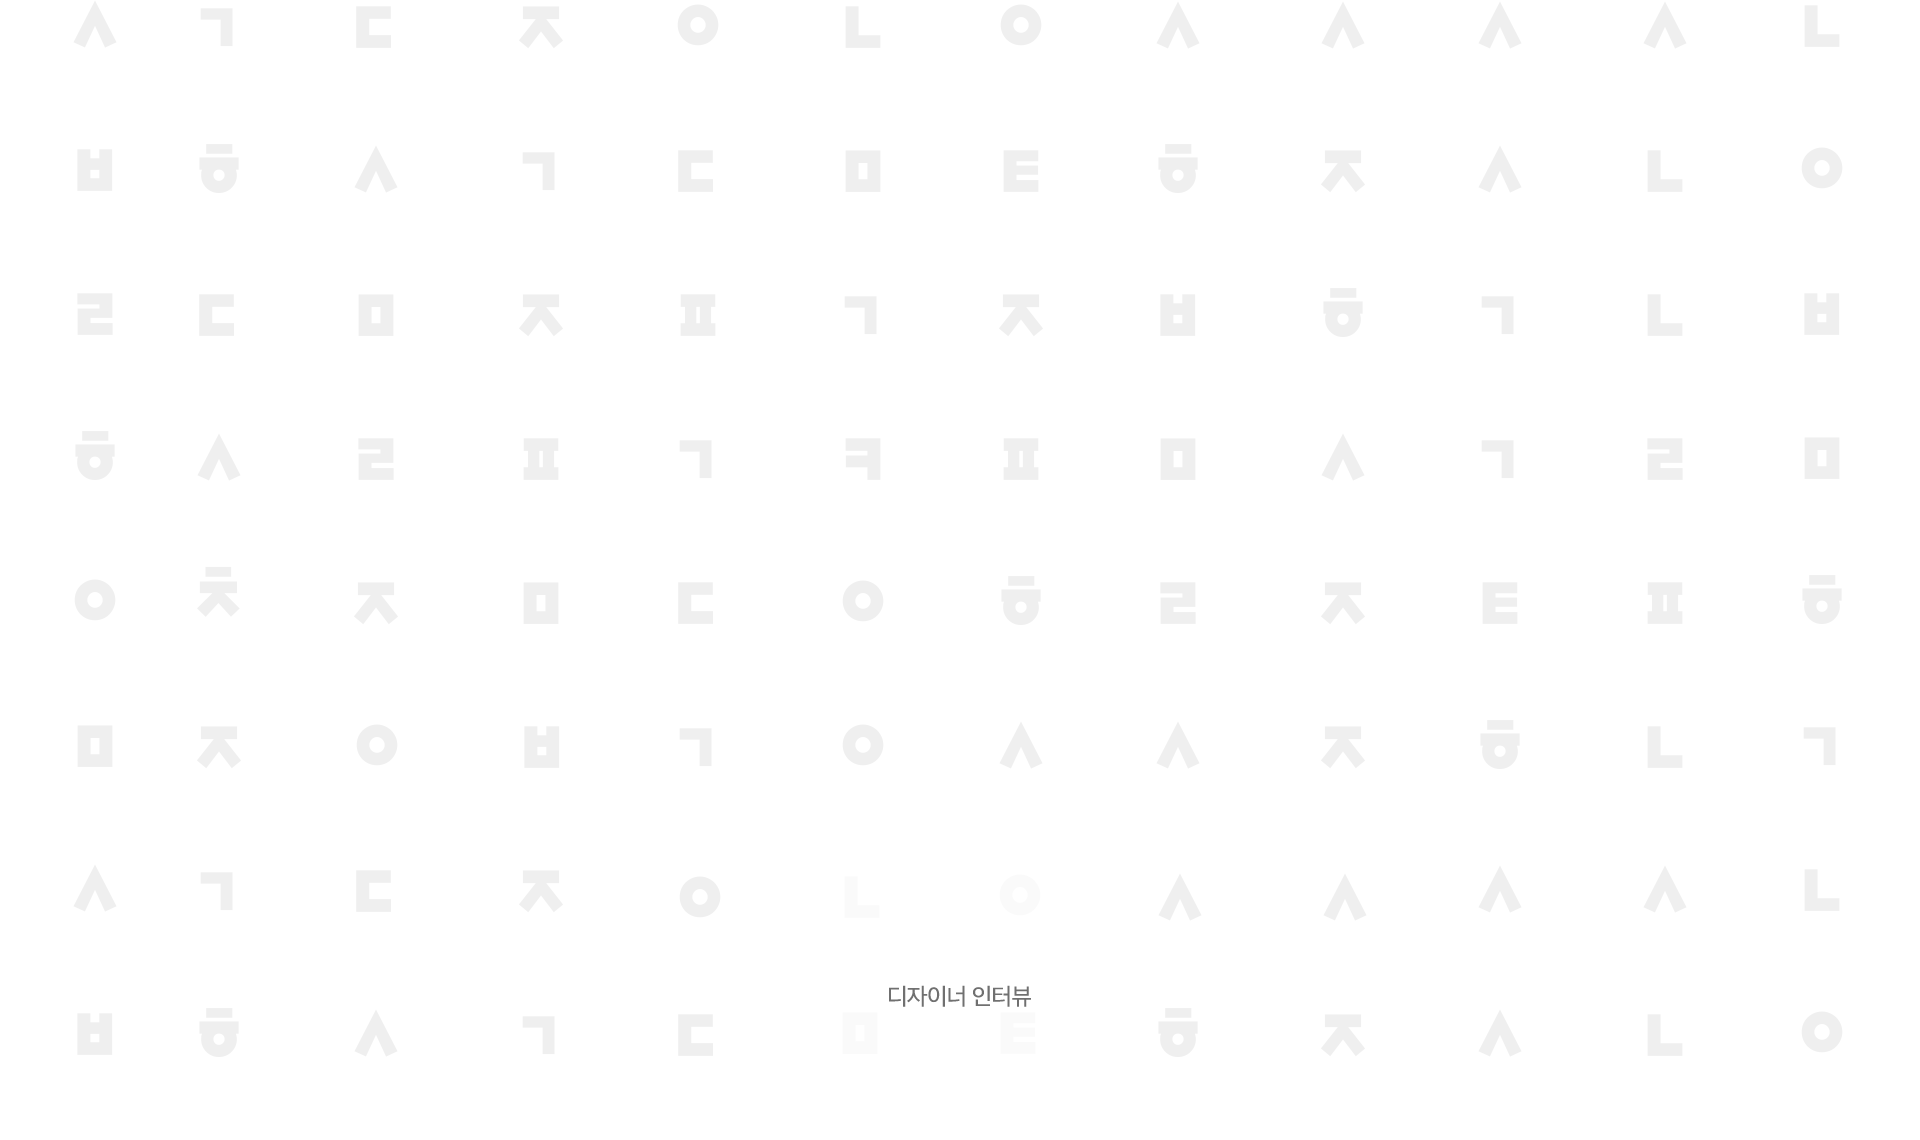 ㅅ ㄱ ㄷ ㅈ ㅇ ㄴ ㅇ ㅅ ㅅ ㅅ ㅅ ㄴ
ㅂ ㅎ ㅅ ㄱ ㄷ ㅁ ㅌ ㅎ ㅈ ㅅ ㄴ ㅇ
ㄹ ㄷ ㅁ ㅈ ㅍ ㄱ ㅈ ㅂ ㅎ ㄱ ㄴ ㅂ
ㅎ ㅅ ㄹ ㅍ ㄱ ㅋ ㅍ ㅁ ㅅ ㄱ ㄹ ㅁ
ㅇ ㅊ ㅈ ㅁ ㄷ ㅇ ㅎ ㄹ ㅈ ㅌ ㅍ ㅎ
ㅁ ㅈ ㅇ ㅂ ㄱ ㅇ ㅅ ㅅ ㅈ ㅎ ㄴ ㄱ
ㅅ ㄱ ㄷ ㅈ ㅇ ㄴ ㅇ ㅅ ㅅ ㅅ ㅅ ㄴ
디자이너 인터뷰
ㅂ ㅎ ㅅ ㄱ ㄷ ㅁ ㅌ ㅎ ㅈ ㅅ ㄴ ㅇ